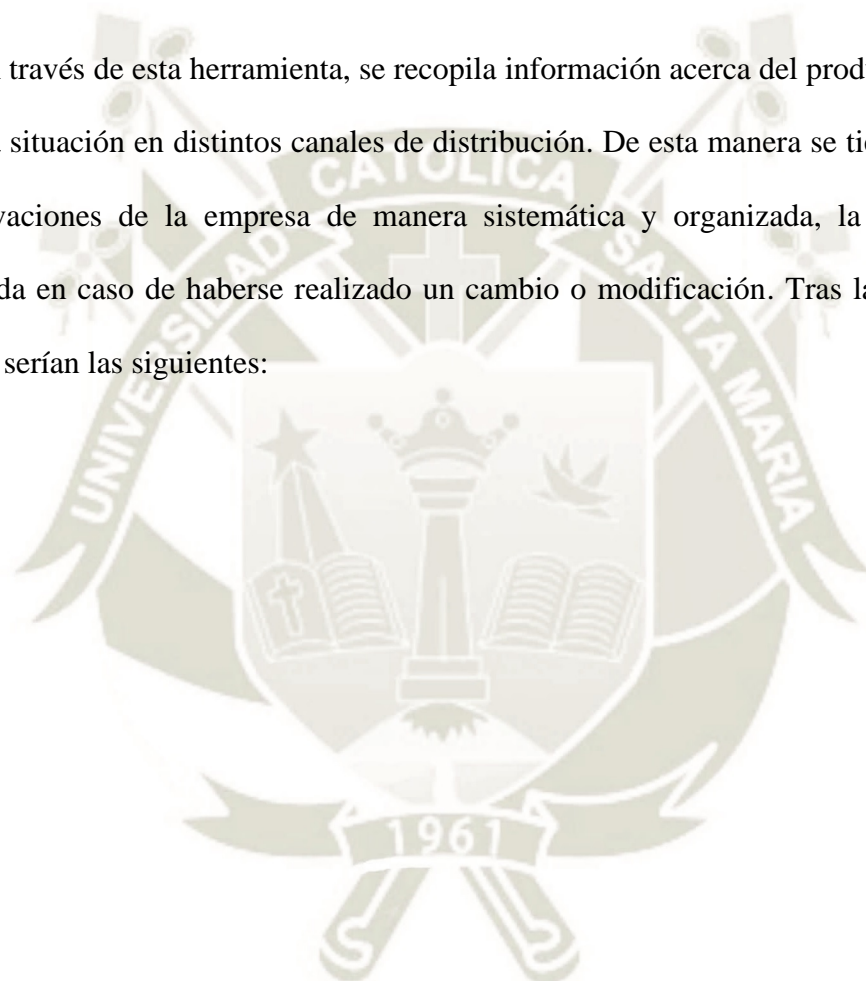 través de esta herramienta, se recopila información acerca del prod
situación en distintos canales de distribución. De esta manera se
vaciones de la empresa de manera sistemática y organizada, la
da en caso de haberse realizado un cambio o modificación. Tras
serían las siguientes:
UNIVERSIDAD CATOLICA SANTA MARIA
1961